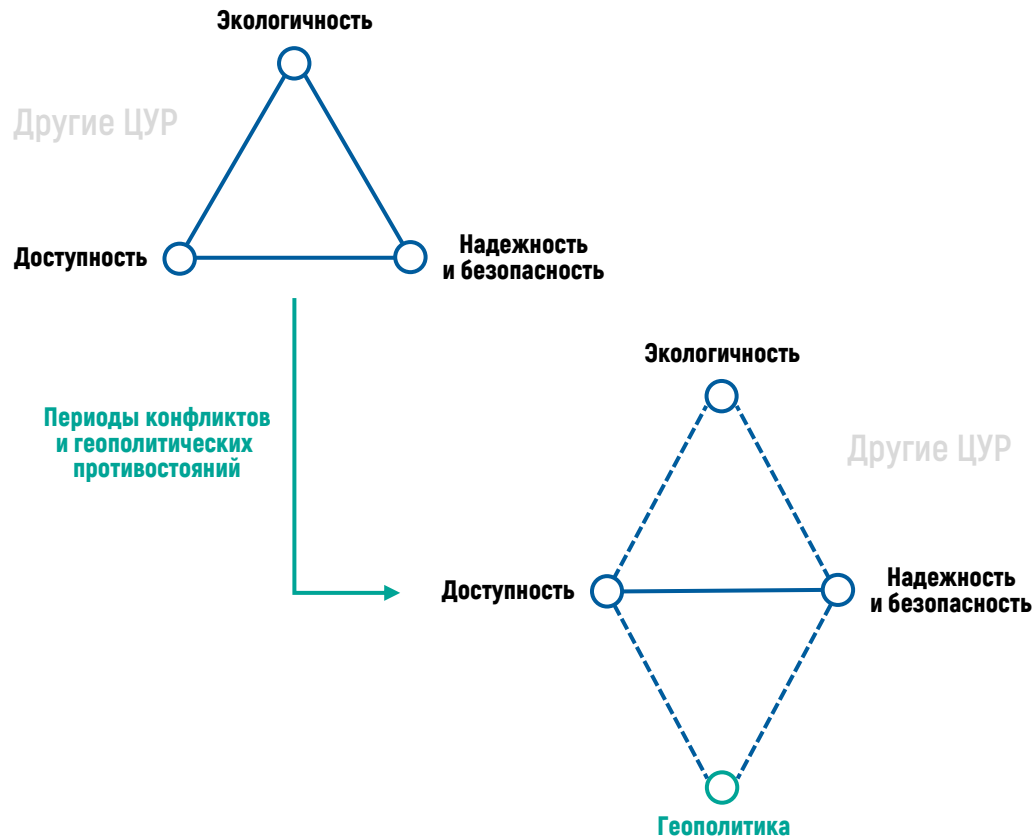 Экологичность
Другие ЦУР
Доступность
Надежность
и безопасность
Периоды конфликтов
и геополитических
противостояний
Экологичность
Другие ЦУР
Доступность
Надежность
и безопасность
Геополитика